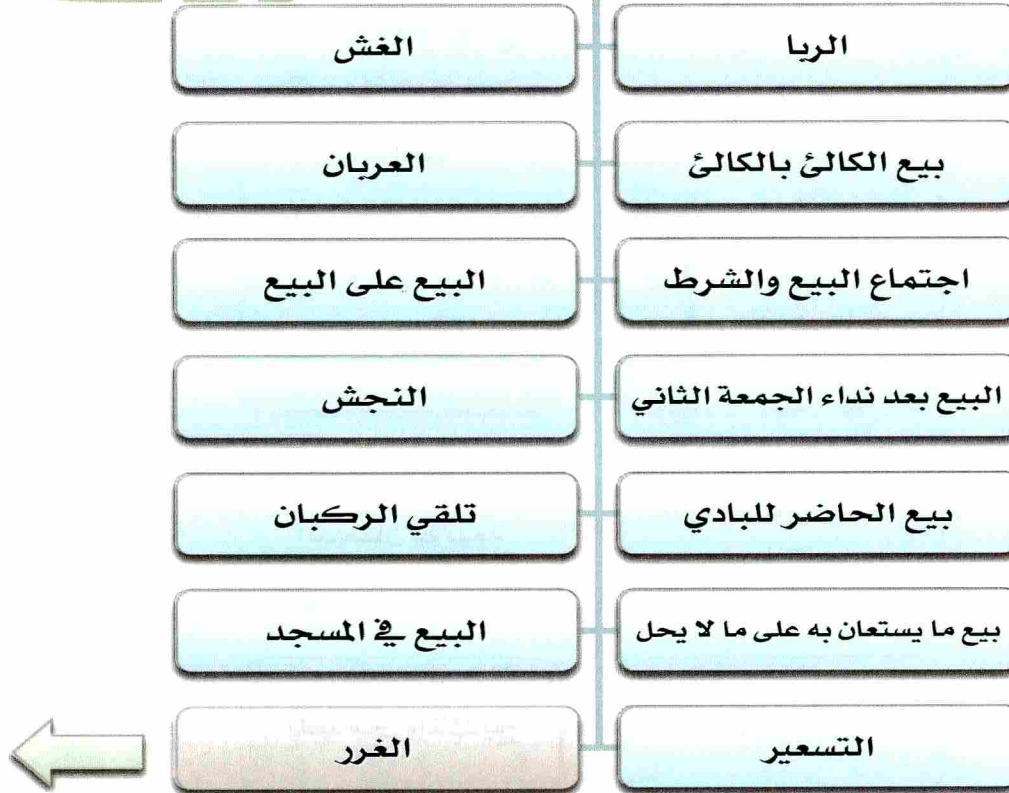 الربا
الغش
بيع الكالئ بالكالئ
العربان
اجتماع البيع والشرط
البيع على البيع
البيع بعد نداء الجمعة الثاني
النجش
بيع الحاضر للبادي
تلقي الركبان
بيع ما يستعان به على ما لا يحل
البيع في المسجد
التسعير
الغرر